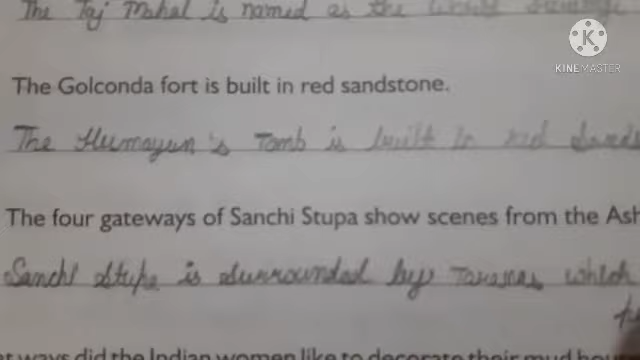 The Taj Mahal is named as the World
KINEMASTER
The Golconda fort is built in red sandstone.
The Humayun's Tomb is built in red
The four gateways of Sanchi Stupa show scenes from the Ash
Sanchi Stupa is surrounded by which
ways did the Indian women like to decorate their mud